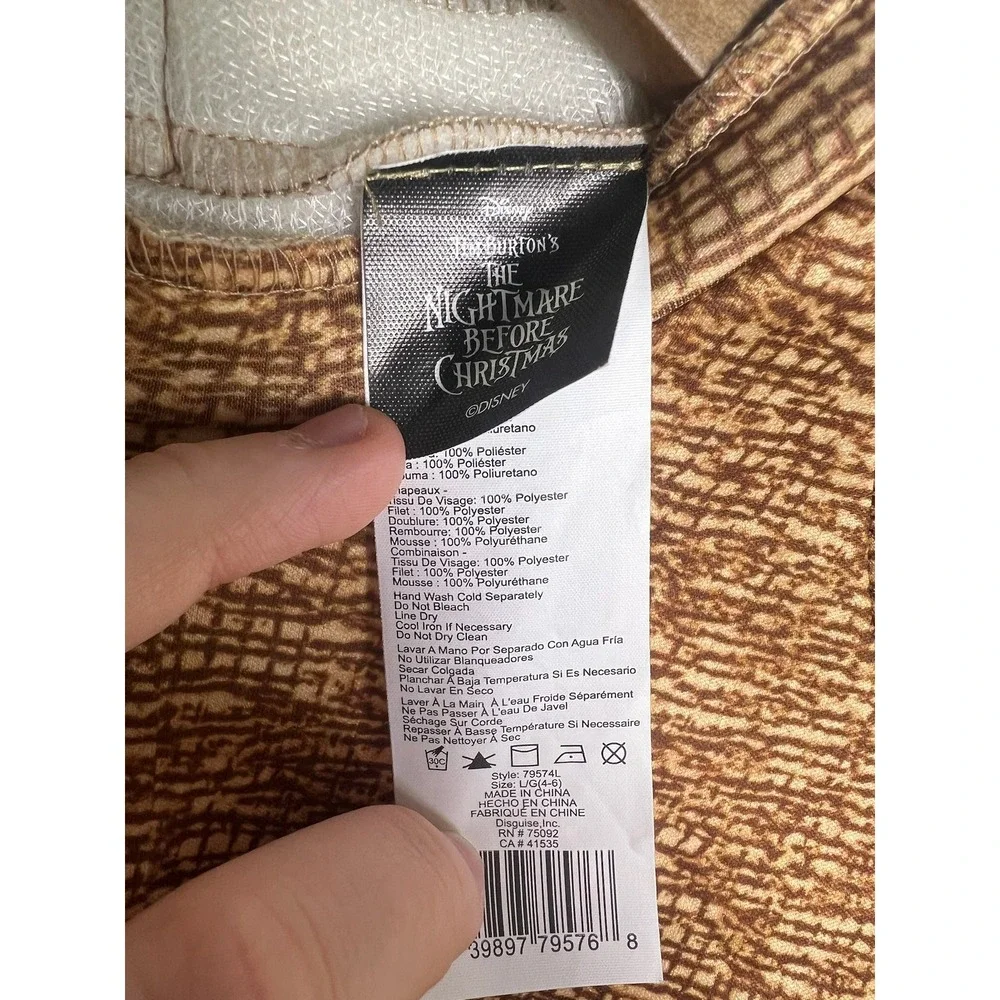 Disney
TIM BURTON'S
THE
NIGHTMARE
BEFORE
CHRISTMAS
©DISNEY
100% Poliéster
: 100% Poliéster
: 100% Poliuretano
Tissu De Visage: 100% Polyester
Filet : 100% Polyester
Doublure: 100% Polyester
Rembourre: 100% Polyester
Mousse : 100% Polyuréthane
Combinaison -
Tissu De Visage: 100% Polyester
Filet : 100% Polyester
Mousse : 100% Polyuréthane
Hand Wash Cold Separately
Do Not Bleach
Line Dry
Cool Iron If Necessary
Do Not Dry Clean
Lavar A Mano Por Separado Con Agua Fría
No Utilizar Blanqueadores
Secar Colgada
Planchar A Baja Temperatura Si Es Necesario
No Lavar En Seco
Laver À La Main À L'eau Froide Séparément
Ne Pas Passer À L'eau De Javel
Séchage Sur Corde
Repasser À Basse Température Si Necessaire
Ne Pas Nettoyer À Sec
30C
Style: 79574L
Size: L/G(4-6)
MADE IN CHINA
HECHO EN CHINA
FABRIQUÉ EN CHINE
Disguise,Inc.
RN # 75092
CA # 41535
39897 79576 8